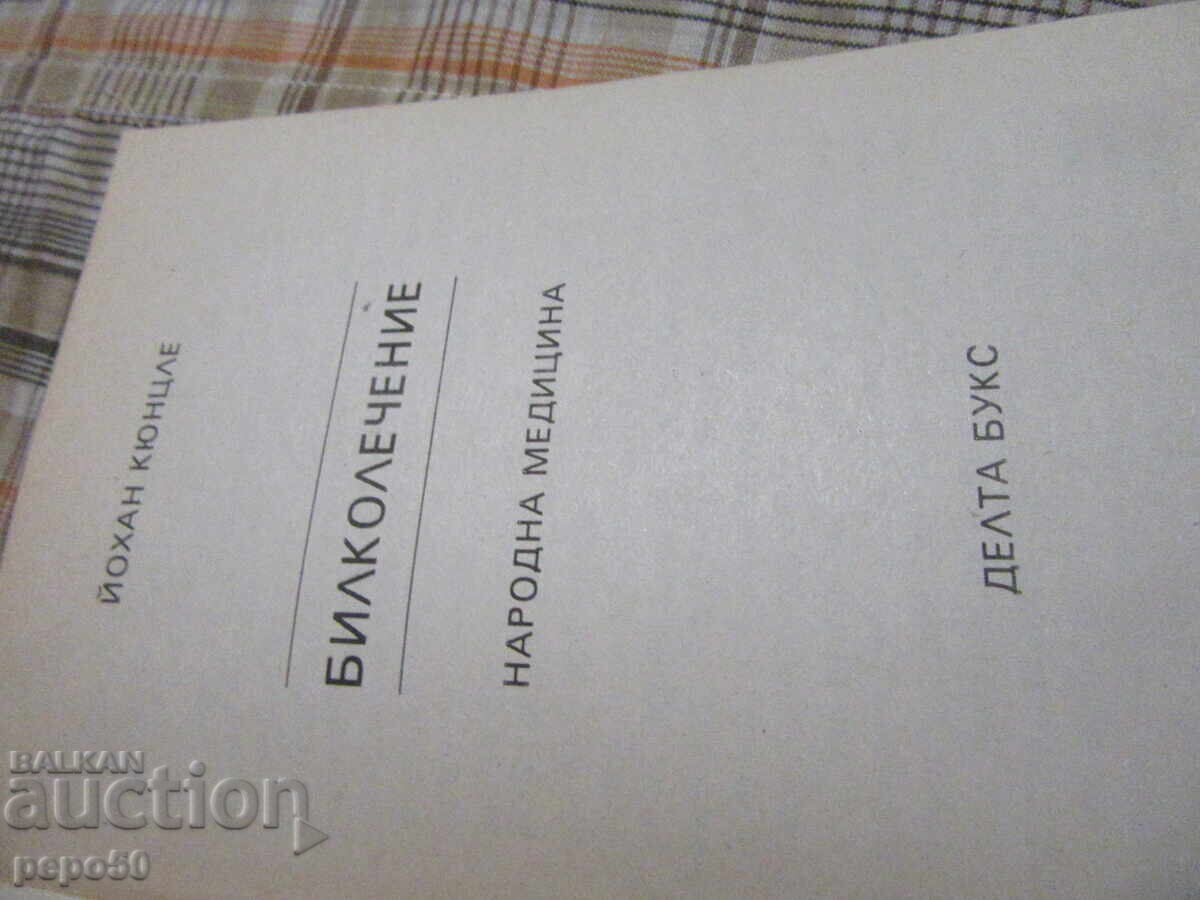 ЙОХАН КЮНЦЛЕ
БИЛКОЛЕЧЕНИЕ
НАРОДНА МЕДИЦИНА
ДЕЛТА БУКС
BALKAN
auction
pepo50